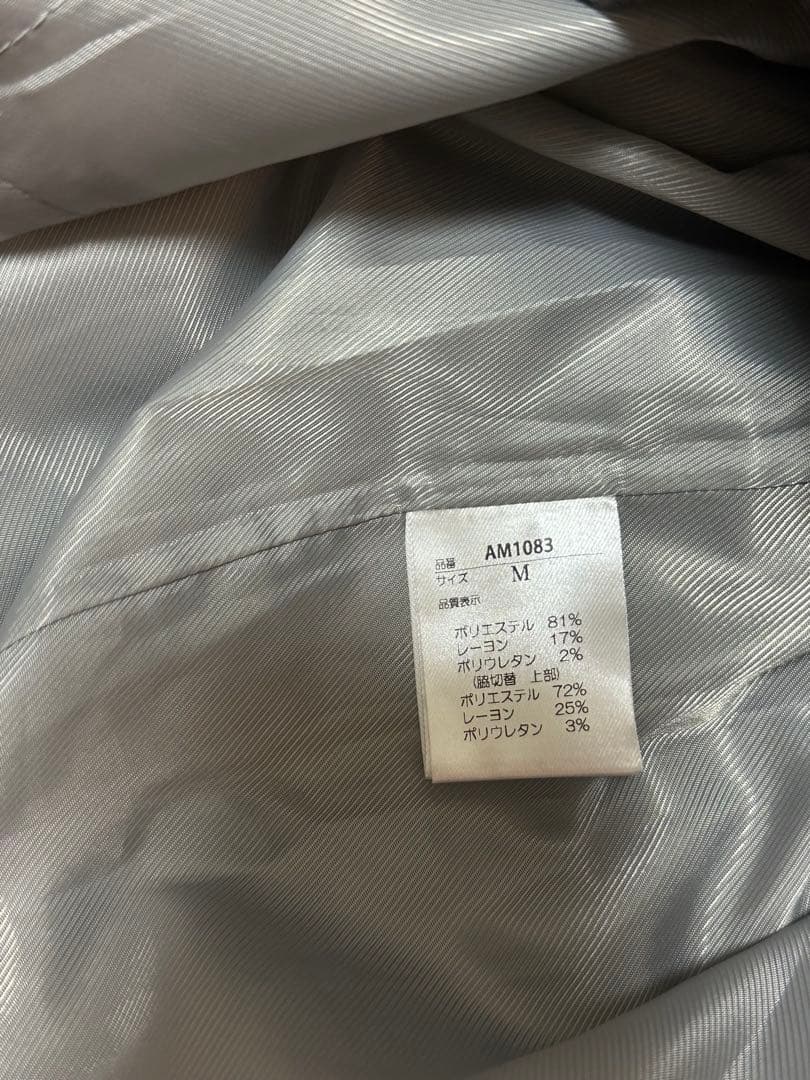 品番 AM1083
サイズ M
品質表示
ポリエステル 81%
レーヨン 17%
ポリウレタン 2%
(脇切替 上部)
ポリエステル 72%
レーヨン 25%
ポリウレタン 3%